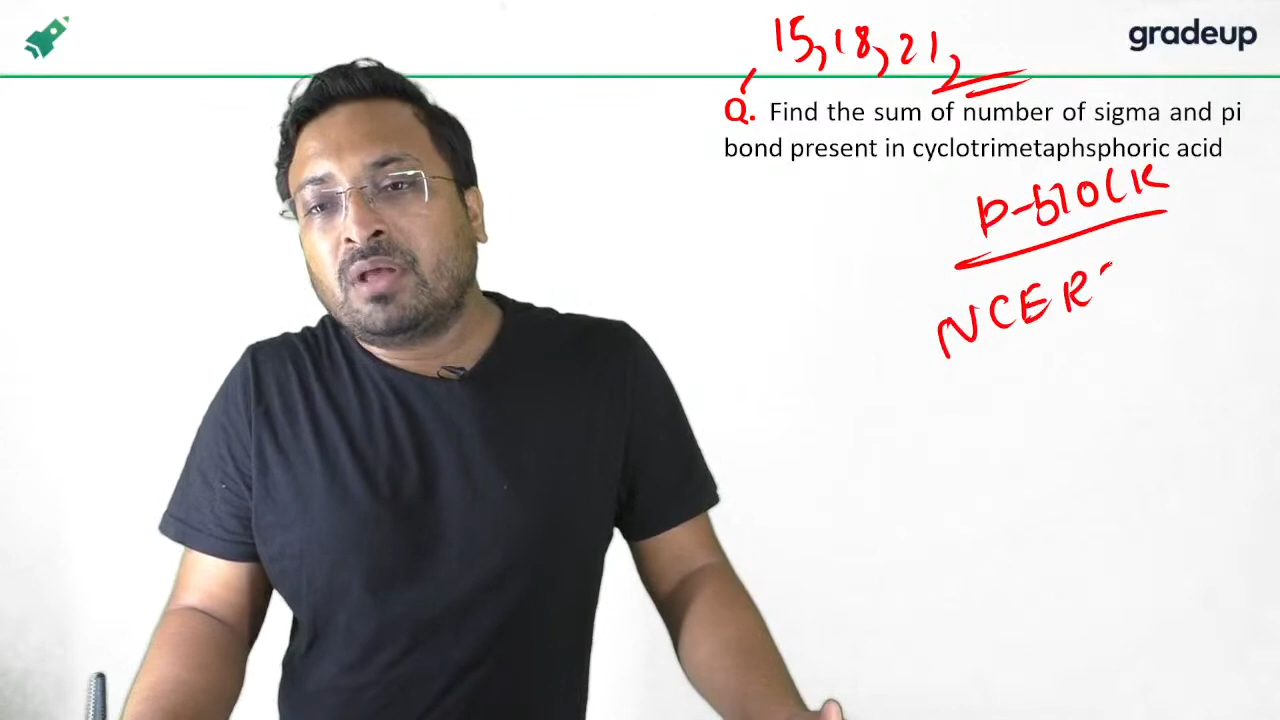 gradeup
15, 18, 21,
Q. Find the sum of number of sigma and pi
bond present in cyclotrimetaphsphoric acid
p-block
NCER